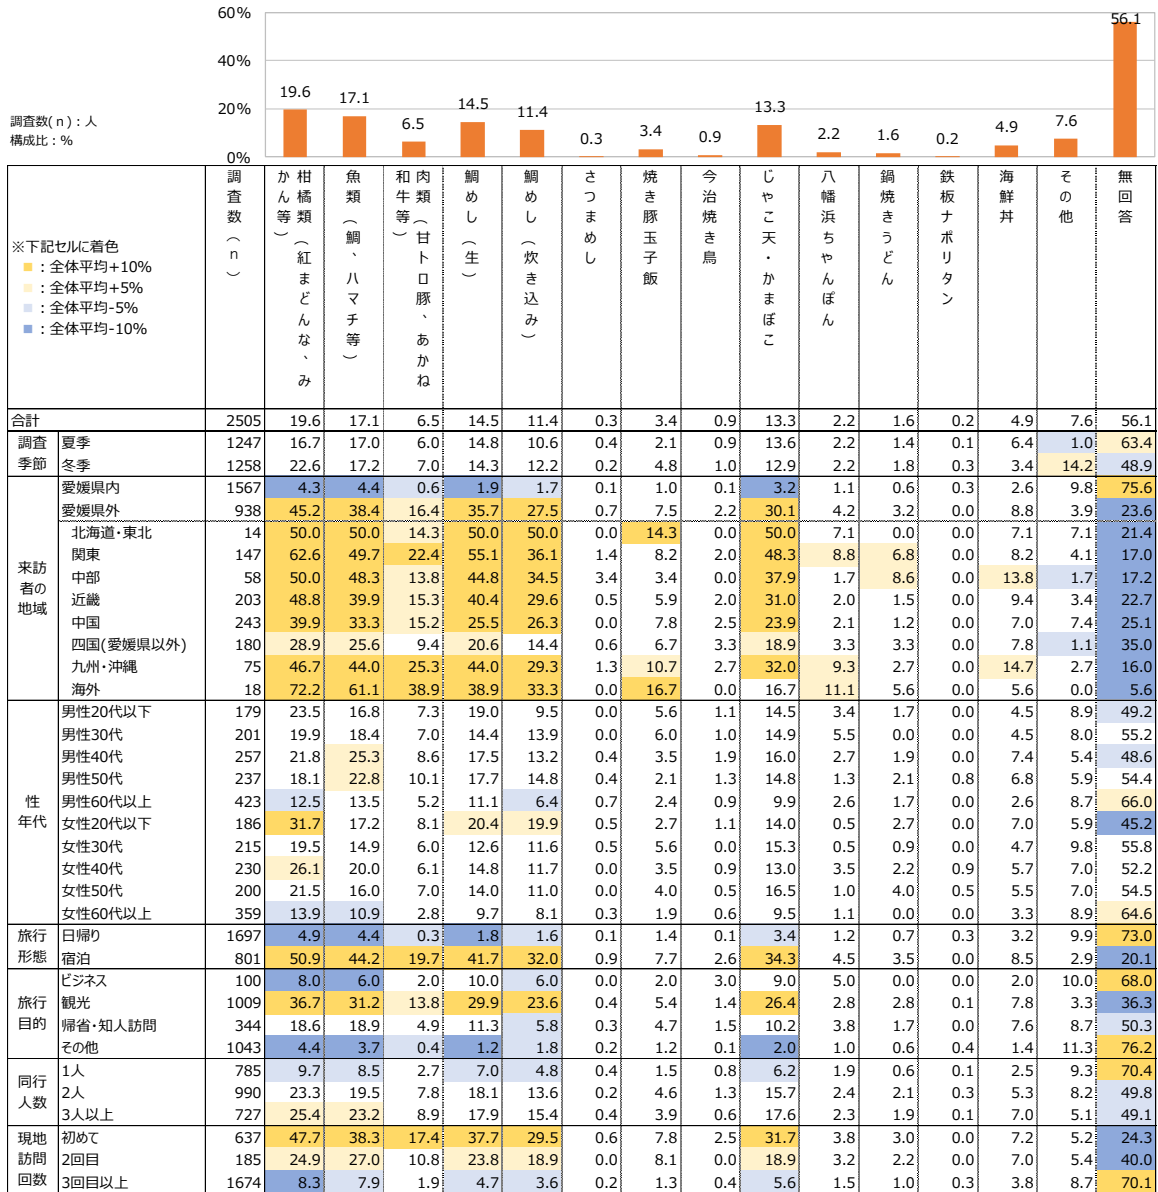 60%
40%
20%
0%
19.6 17.1 6.5 14.5 11.4 0.3 3.4 0.9 13.3 2.2 1.6 0.2 4.9 7.6 56.1
調査数(n):人
構成比:%
※下記セルに着色
■:全体平均+10%
■:全体平均+5%
■:全体平均-5%
■:全体平均-10%
調査数(n)
柑橘類(紅まどんな、みかん等)
魚類(鯛、ハマチ等)
肉類(甘トロ豚、あかね和牛等)
鯛めし(生)
鯛めし(炊き込み)
さつまめし
焼き豚玉子飯
今治焼き鳥
じゃこ天・かまぼこ
八幡浜ちゃんぽん
鍋焼きうどん
鉄板ナポリタン
海鮮丼
その他
無回答
合計 2505 19.6 17.1 6.5 14.5 11.4 0.3 3.4 0.9 13.3 2.2 1.6 0.2 4.9 7.6 56.1
調査季節
夏季 1247 16.7 17.0 6.0 14.8 10.6 0.4 2.1 0.9 13.6 2.2 1.4 0.1 6.4 1.0 63.4
冬季 1258 22.6 17.2 7.0 14.3 12.2 0.2 4.8 1.0 12.9 2.2 1.8 0.3 3.4 14.2 48.9
来訪者の地域
愛媛県内 1567 4.3 4.4 0.6 1.9 1.7 0.1 1.0 0.1 3.2 1.1 0.6 0.3 2.6 9.8 75.6
愛媛県外 938 45.2 38.4 16.4 35.7 27.5 0.7 7.5 2.2 30.1 4.2 3.2 0.0 8.8 3.9 23.6
北海道・東北 14 50.0 50.0 14.3 50.0 50.0 0.0 14.3 0.0 50.0 7.1 0.0 0.0 7.1 7.1 21.4
関東 147 62.6 49.7 22.4 55.1 36.1 1.4 8.2 2.0 48.3 8.8 6.8 0.0 8.2 4.1 17.0
中部 58 50.0 48.3 13.8 44.8 34.5 3.4 3.4 0.0 37.9 1.7 8.6 0.0 13.8 1.7 17.2
近畿 203 48.8 39.9 15.3 40.4 29.6 0.5 5.9 2.0 31.0 2.0 1.5 0.0 9.4 3.4 22.7
中国 243 39.9 33.3 15.2 25.5 26.3 0.0 7.8 2.5 23.9 2.1 1.2 0.0 7.0 7.4 25.1
四国(愛媛県以外) 180 28.9 25.6 9.4 20.6 14.4 0.6 6.7 3.3 18.9 3.3 3.3 0.0 7.8 1.1 35.0
九州・沖縄 75 46.7 44.0 25.3 44.0 29.3 1.3 10.7 2.7 32.0 9.3 2.7 0.0 14.7 2.7 16.0
海外 18 72.2 61.1 38.9 38.9 33.3 0.0 16.7 0.0 16.7 11.1 5.6 0.0 5.6 0.0 5.6
性年代
男性20代以下 179 23.5 16.8 7.3 19.0 9.5 0.0 5.6 1.1 14.5 3.4 1.7 0.0 4.5 8.9 49.2
男性30代 201 19.9 18.4 7.0 14.4 13.9 0.0 6.0 1.0 14.9 5.5 0.0 0.0 4.5 8.0 55.2
男性40代 257 21.8 25.3 8.6 17.5 13.2 0.4 3.5 1.9 16.0 2.7 1.9 0.0 7.4 5.4 48.6
男性50代 237 18.1 22.8 10.1 17.7 14.8 0.4 2.1 1.3 14.8 1.3 2.1 0.8 6.8 5.9 54.4
男性60代以上 423 12.5 13.5 5.2 11.1 6.4 0.7 2.4 0.9 9.9 2.6 1.7 0.0 2.6 8.7 66.0
女性20代以下 186 31.7 17.2 8.1 20.4 19.9 0.5 2.7 1.1 14.0 0.5 2.7 0.0 7.0 5.9 45.2
女性30代 215 19.5 14.9 6.0 12.6 11.6 0.5 5.6 0.0 15.3 0.5 0.9 0.0 4.7 9.8 55.8
女性40代 230 26.1 20.0 6.1 14.8 11.7 0.0 3.5 0.9 13.0 3.5 2.2 0.9 5.7 7.0 52.2
女性50代 200 21.5 16.0 7.0 14.0 11.0 0.0 4.0 0.5 16.5 1.0 4.0 0.5 5.5 7.0 54.5
女性60代以上 359 13.9 10.9 2.8 9.7 8.1 0.3 1.9 0.6 9.5 1.1 0.0 0.0 3.3 8.9 64.6
旅行形態
日帰り 1697 4.9 4.4 0.3 1.8 1.6 0.1 1.4 0.1 3.4 1.2 0.7 0.3 3.2 9.9 73.0
宿泊 801 50.9 44.2 19.7 41.7 32.0 0.9 7.7 2.6 34.3 4.5 3.5 0.0 8.5 2.9 20.1
旅行目的
ビジネス 100 8.0 6.0 2.0 10.0 6.0 0.0 2.0 3.0 9.0 5.0 0.0 0.0 2.0 10.0 68.0
観光 1009 36.7 31.2 13.8 29.9 23.6 0.4 5.4 1.4 26.4 2.8 2.8 0.1 7.8 3.3 36.3
帰省・知人訪問 344 18.6 18.9 4.9 11.3 5.8 0.3 4.7 1.5 10.2 3.8 1.7 0.0 7.6 8.7 50.3
その他 1043 4.4 3.7 0.4 1.2 1.8 0.2 1.2 0.1 2.0 1.0 0.6 0.4 1.4 11.3 76.2
同行人数
1人 785 9.7 8.5 2.7 7.0 4.8 0.4 1.5 0.8 6.2 1.9 0.6 0.1 2.5 9.3 70.4
2人 990 23.3 19.5 7.8 18.1 13.6 0.2 4.6 1.3 15.7 2.4 2.1 0.3 5.3 8.2 49.8
3人以上 727 25.4 23.2 8.9 17.9 15.4 0.4 3.9 0.6 17.6 2.3 1.9 0.1 7.0 5.1 49.1
現地訪問回数
初めて 637 47.7 38.3 17.4 37.7 29.5 0.6 7.8 2.5 31.7 3.8 3.0 0.0 7.2 5.2 24.3
2回目 185 24.9 27.0 10.8 23.8 18.9 0.0 8.1 0.0 18.9 3.2 2.2 0.0 7.0 5.4 40.0
3回目以上 1674 8.3 7.9 1.9 4.7 3.6 0.2 1.3 0.4 5.6 1.5 1.0 0.3 3.8 8.7 70.1